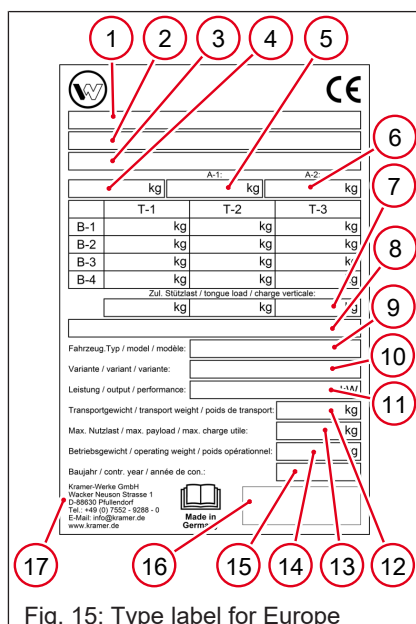 1 2 3 4 5
W CE
6
A-1: A-2:
kg kg kg
7
T-1 T-2 T-3
B-1 kg kg kg
8
B-2 kg kg kg
B-3 kg kg kg
B-4 kg kg kg
9
Zul. Stützlast / tongue load / charge verticale:
kg kg kg
Fahrzeug.Typ / model / modèle:
10
Variante / variant / variante:
Leistung / output / performance: kW
11
Transportgewicht / transport weight / poids de transport: kg
Max. Nutzlast / max. payload / max. charge utile: kg
Betriebsgewicht / operating weight / poids opérationnel: kg
Baujahr / contr. year / année de con.:
Kramer-Werke GmbH
Wacker Neuson Strasse 1
D-88630 Pfullendorf
Tel.: +49 (0) 7552 - 9288 - 0
E-Mail: info@kramer.de
www.kramer.de
Made in
Germany
17 16 15 14 13 12
Fig. 15: Type label for Europe